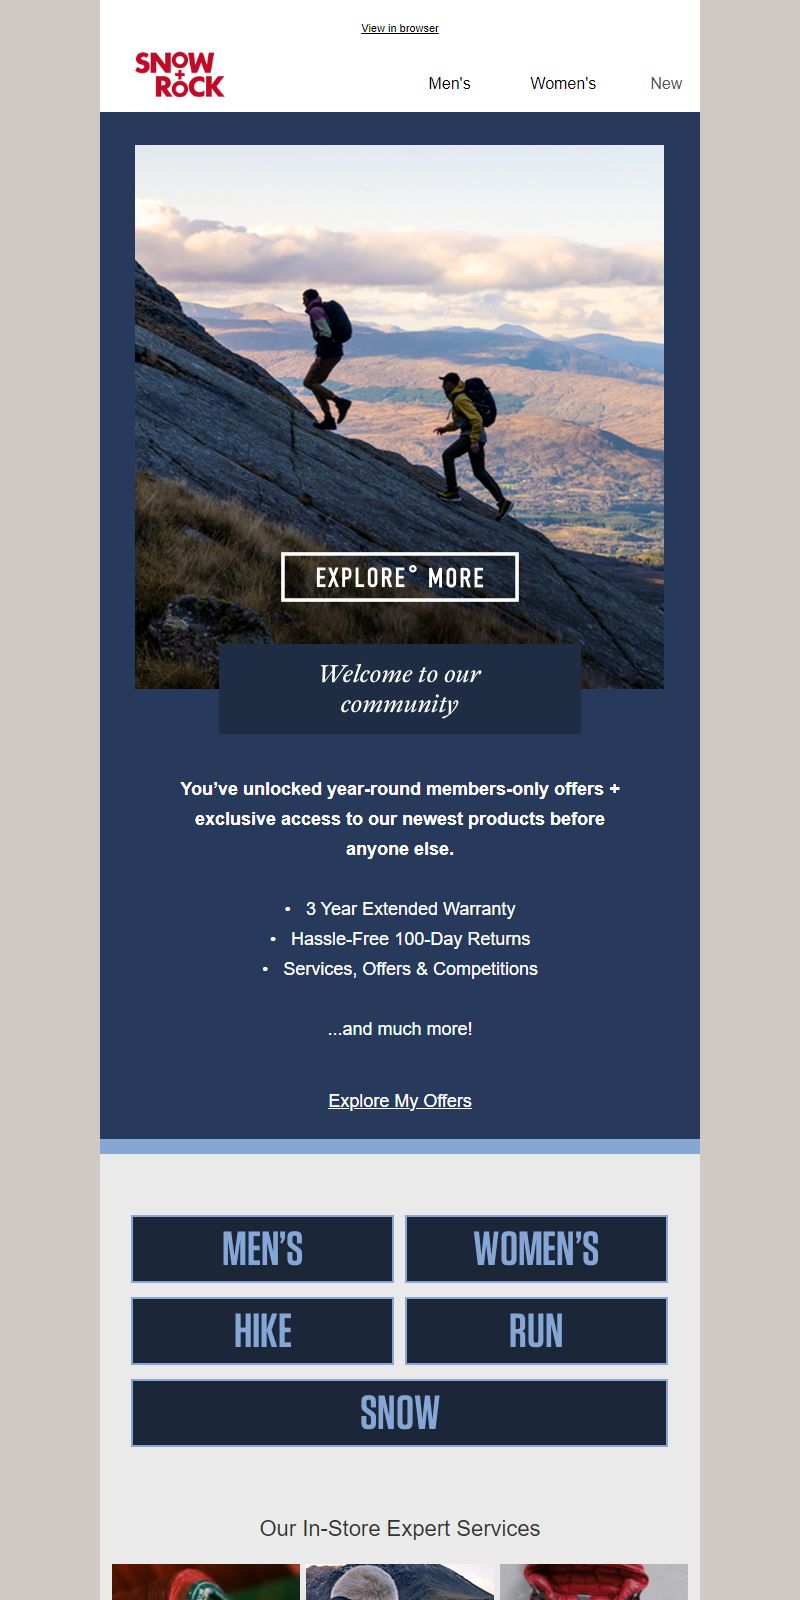 View in browser
SNOW
+
ROCK
Men's
Women's
New
EXPLORE° MORE
Welcome to our
community
You’ve unlocked year-round members-only offers +
exclusive access to our newest products before
anyone else.
• 3 Year Extended Warranty
• Hassle-Free 100-Day Returns
• Services, Offers & Competitions
...and much more!
Explore My Offers
MEN’S
WOMEN’S
HIKE
RUN
SNOW
Our In-Store Expert Services